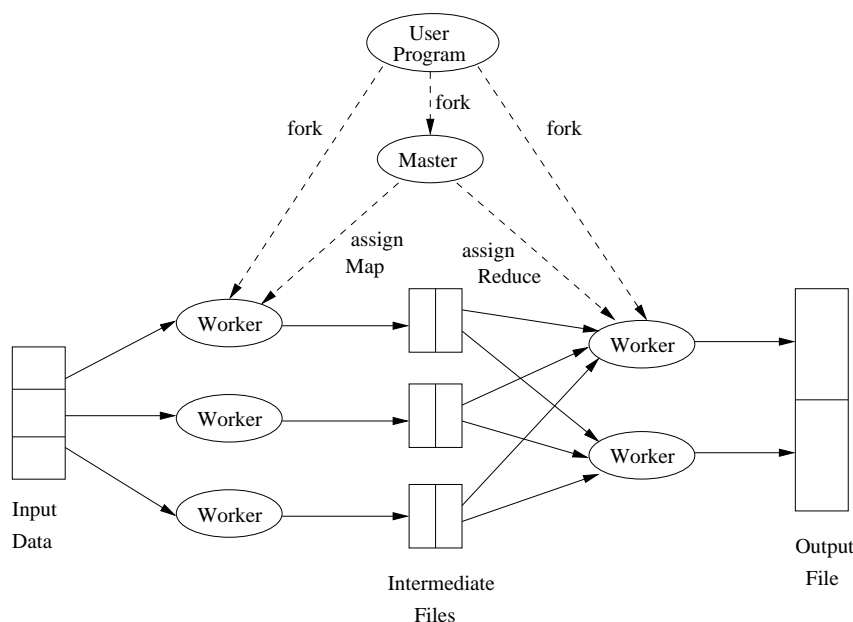 User
Program
fork
fork
fork
Master
assign
Map
assign
Reduce
Worker
Worker
Worker
Worker
Worker
Input
Data
Intermediate
Files
Output
File